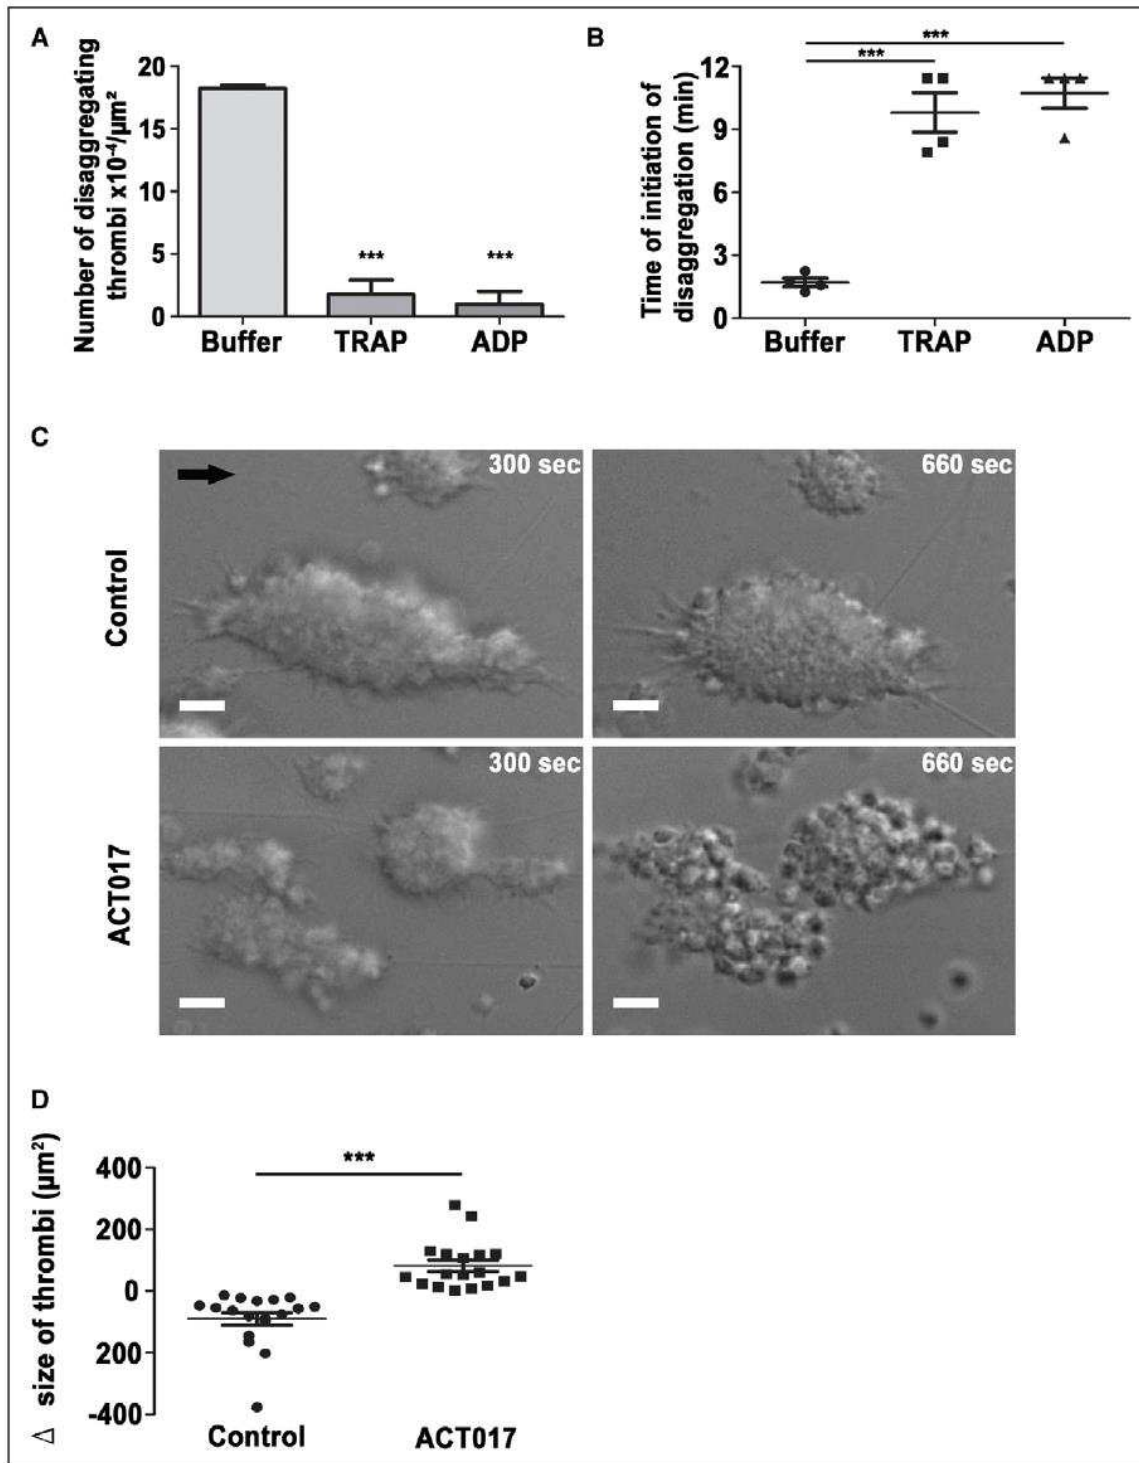 A
Number of disaggregating
thrombi x10⁻⁴/µm²
20
15
10
5
0
***
***
Buffer TRAP ADP
B
Time of initiation of
disaggregation (min)
12
9
6
3
0
***
***
Buffer TRAP ADP
C
Control
300 sec
660 sec
ACT017
300 sec
660 sec
D
Δ size of thrombi (µm²)
400
200
0
200
-400
***
Control ACT017